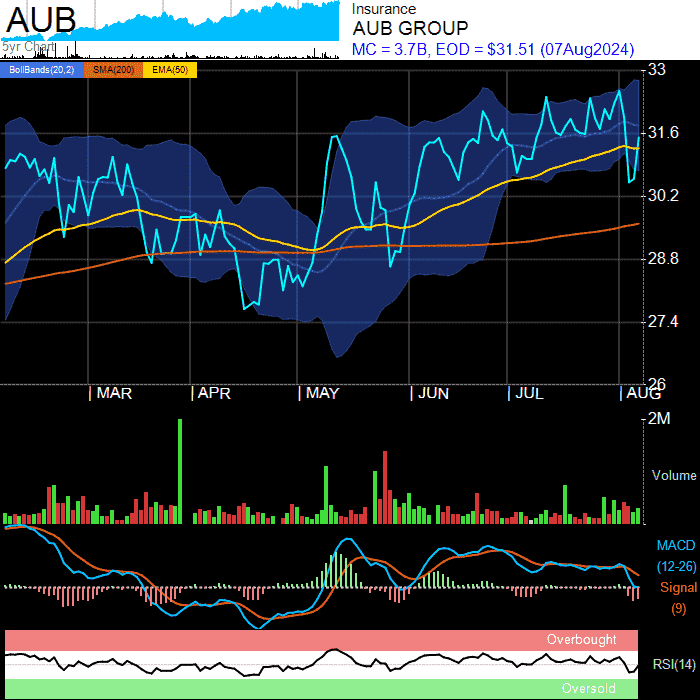 AUB
5yr Chart
Insurance
AUB GROUP
MC = 3.7B, EOD = $31.51 (07Aug2024)
BollBands(20,2) SMA(200) EMA(50)
33
31.6
30.2
28.8
27.4
26
| MAR | APR | MAY | JUN | JUL | AUG
2M
Volume
MACD
(12-26)
Signal
(9)
Overbought
RSI(14)
Oversold